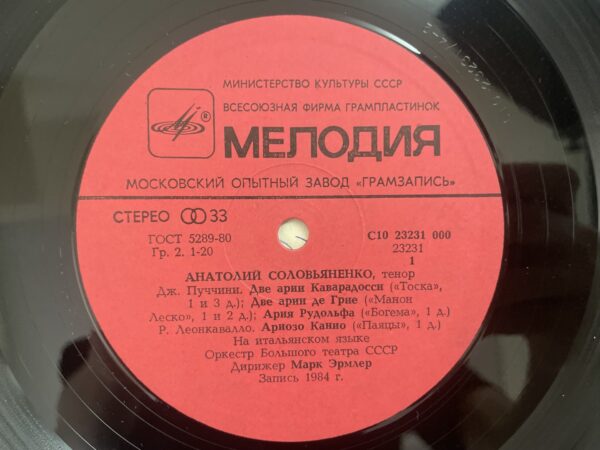 МИНИСТЕРСТВО КУЛЬТУРЫ СССР
ВСЕСОЮЗНАЯ ФИРМА ГРАМПЛАСТИНОК
®
МЕЛОДИЯ
МОСКОВСКИЙ ОПЫТНЫЙ ЗАВОД «ГРАМЗАПИСЬ»
СТЕРЕО 33
ГОСТ 5289-80
Гр. 2. 1-20
С10 23231 000
23231
1
АНАТОЛИЙ СОЛОВЬЯНЕНКО, тенор
Дж. Пуччини. Две арии Каварадосси («Тоска»,
1 и 3 д.); Две арии де Грие («Манон
Леско», 1 и 2 д.); Ария Рудольфа («Богема», 1 д.)
Р. Леонкавалло. Ариозо Канио («Паяцы», 1 д.)
На итальянском языке
Оркестр Большого театра СССР
Дирижер Марк Эрмлер
Запись 1984 г.